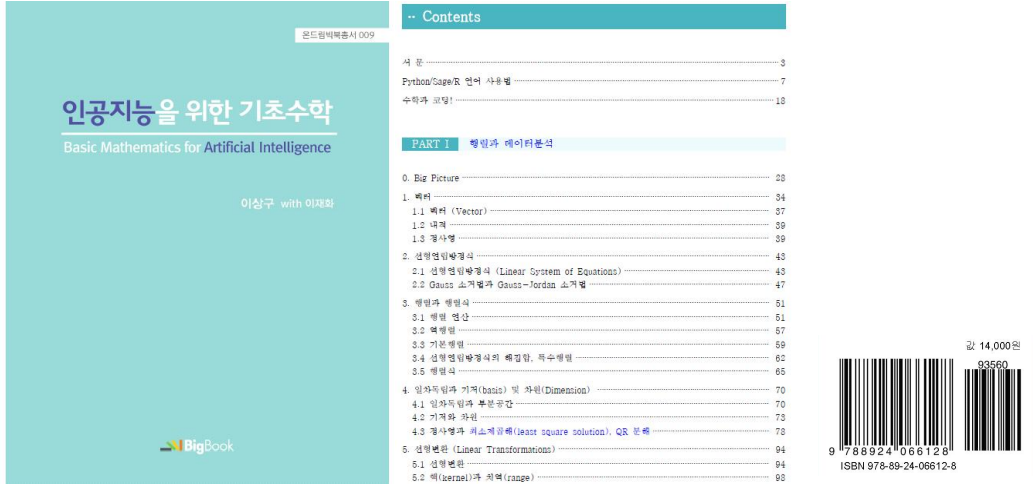 온드림빅북총서 009
인공지능을 위한 기초수학
Basic Mathematics for Artificial Intelligence
이상구 with 이재화
BigBook
·· Contents
서 문 3
Python/Sage/R 언어 사용법 7
수학과 코딩! 18
PART 1 행렬과 데이터분석
0. Big Picture 28
1. 벡터 34
1.1 벡터 (Vector) 37
1.2 내적 39
1.3 정사영 39
2. 선형연립방정식 43
2.1 선형연립방정식 (Linear System of Equations) 43
2.2 Gauss 소거법과 Gauss-Jordan 소거법 47
3. 행렬과 행렬식 51
3.1 행렬 연산 51
3.2 역행렬 57
3.3 기본행렬 59
3.4 선형연립방정식의 해집합, 특수행렬 62
3.5 행렬식 65
4. 일차독립과 기저(basis) 및 차원(Dimension) 70
4.1 일차독립과 부분공간 70
4.2 기저와 차원 73
4.3 정사영과 최소제곱해(least square solution), QR 분해 78
5. 선형변환 (Linear Transformations) 94
5.1 선형변환 94
5.2 핵(kernel)과 치역(range) 98
값 14,000원
93560
9 788924 066128
ISBN 978-89-24-06612-8